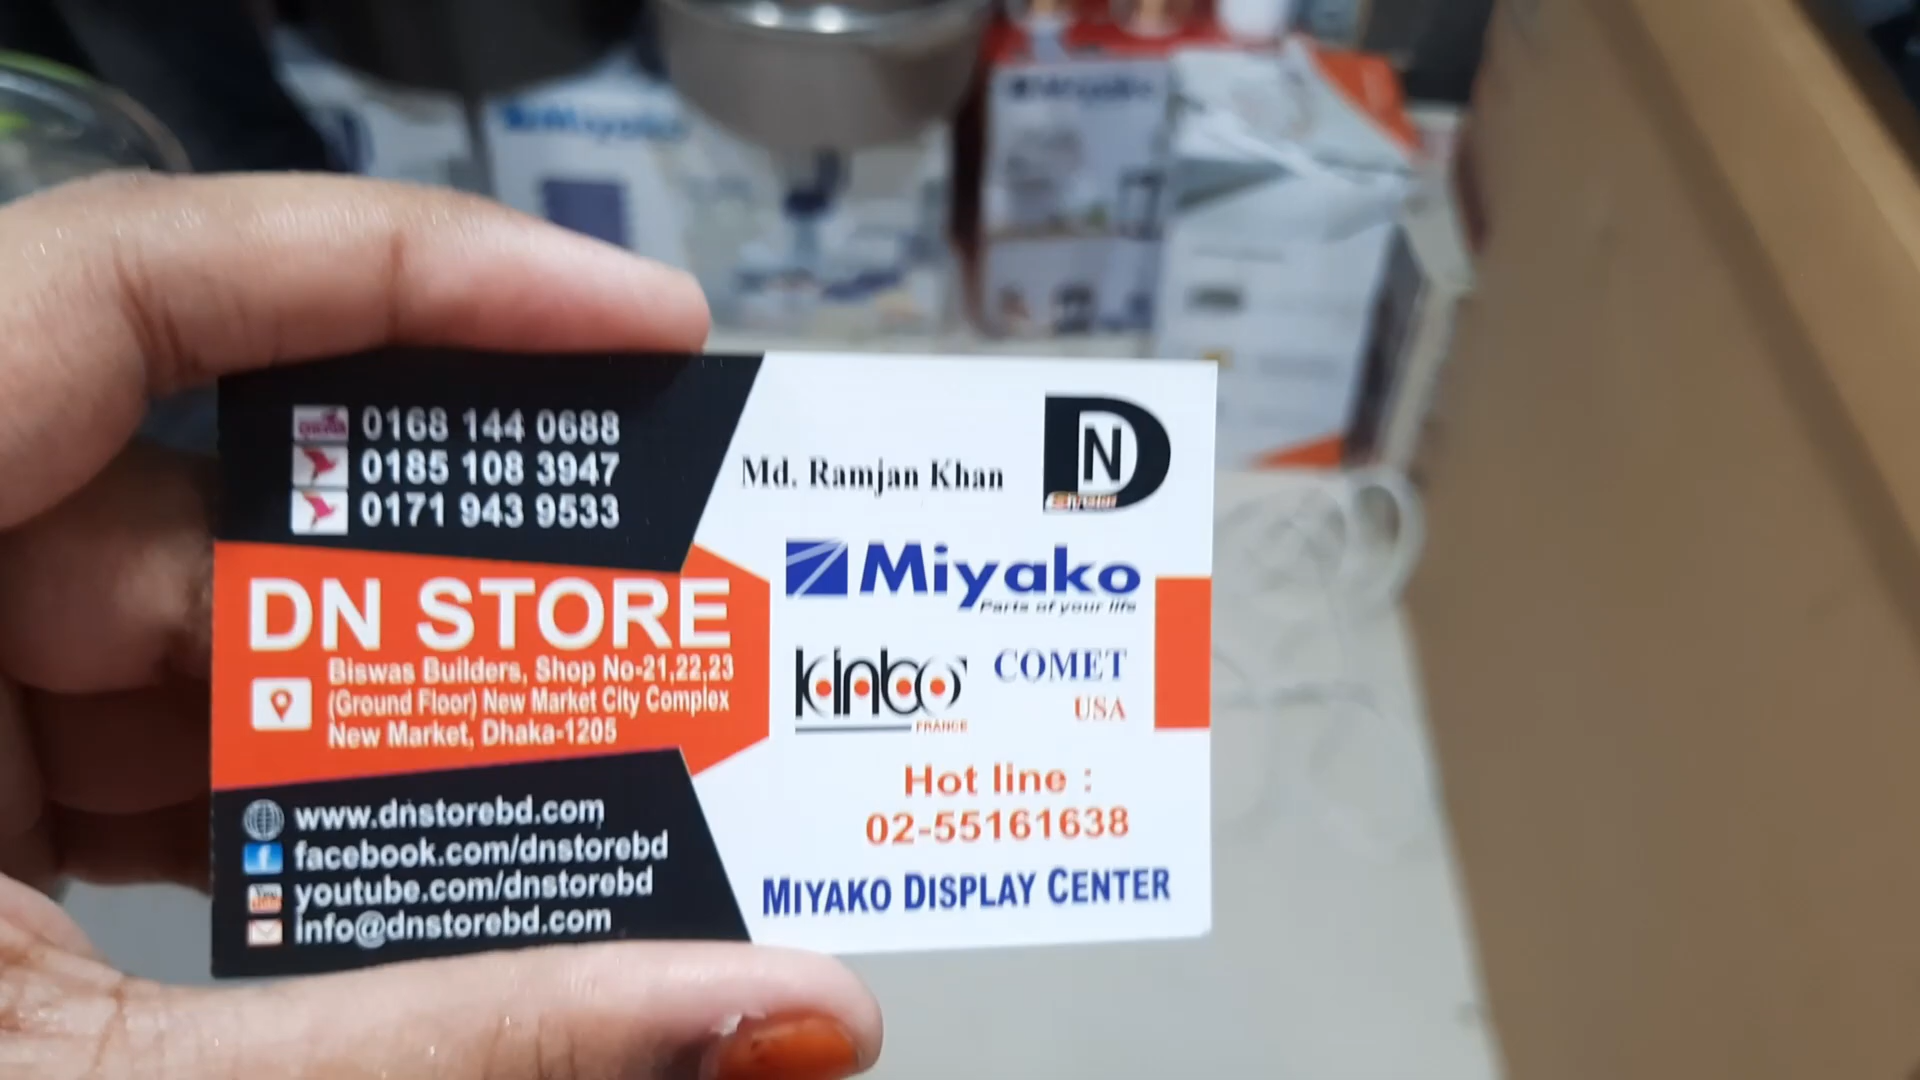 0168 144 0688
0185 108 3947
0171 943 9533
DN STORE
Biswas Builders, Shop No-21,22,23
(Ground Floor) New Market City Complex
New Market, Dhaka-1205
www.dnstorebd.com
facebook.com/dnstorebd
youtube.com/dnstorebd
info@dnstorebd.com
Md. Ramjan Khan
DN
Miyako
Parts of your life
kinbo
FRANCE
COMET
USA
Hot line :
02-55161638
MIYAKO DISPLAY CENTER
Miyako
Miyako